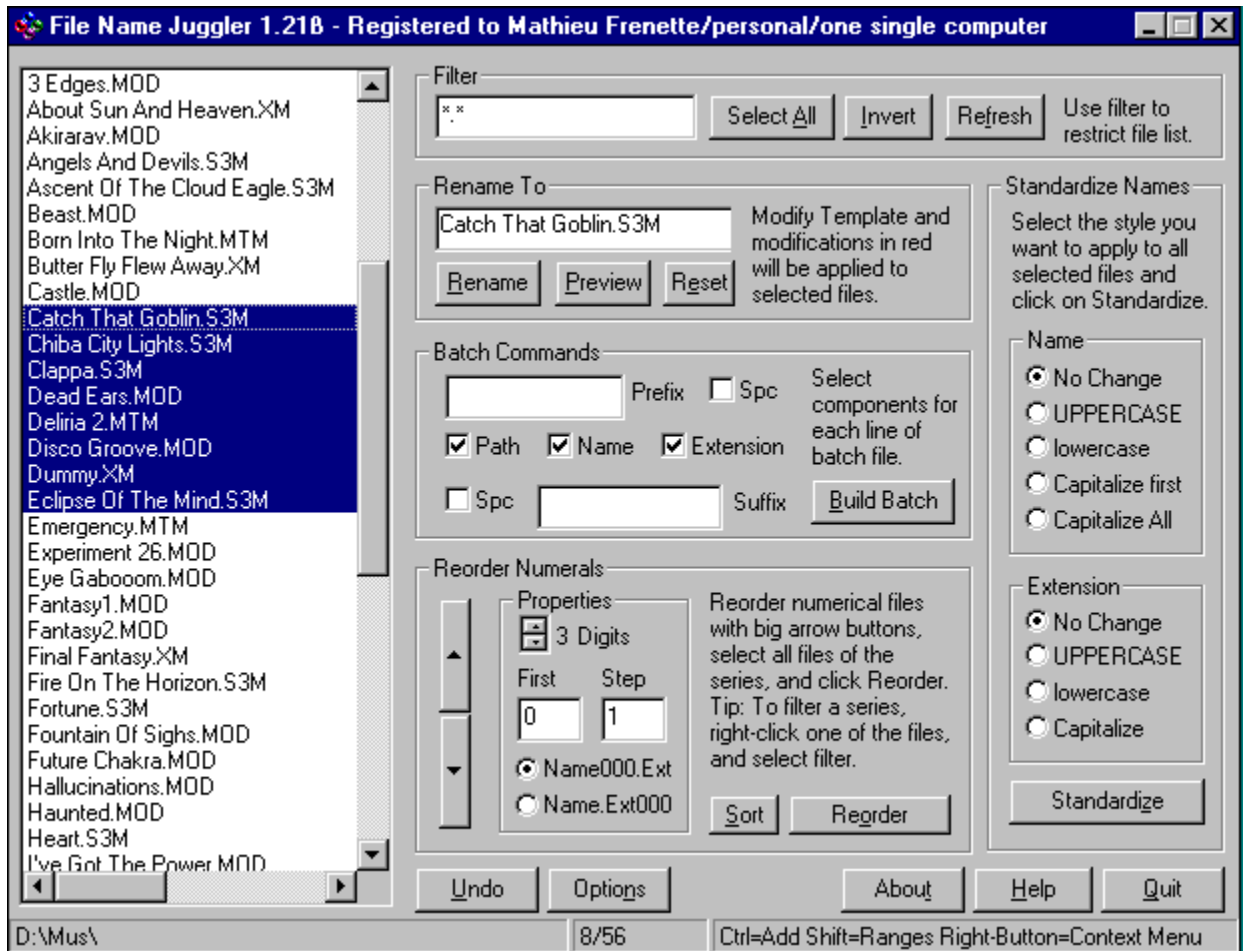 File Name Juggler 1.21ß - Registered to Mathieu Frenette/personal/one single computer
3 Edges.MOD
About Sun And Heaven.XM
Akirarav.MOD
Angels And Devils.S3M
Ascent Of The Cloud Eagle.S3M
Beast.MOD
Born Into The Night.MTM
Butter Fly Flew Away.XM
Castle.MOD
Catch That Goblin.S3M
Chiba City Lights.S3M
Clappa.S3M
Dead Ears.MOD
Deliria 2.MTM
Disco Groove.MOD
Dummy.XM
Eclipse Of The Mind.S3M
Emergency.MTM
Experiment 26.MOD
Eye Gabooom.MOD
Fantasy1.MOD
Fantasy2.MOD
Final Fantasy.XM
Fire On The Horizon.S3M
Fortune.S3M
Fountain Of Sighs.MOD
Future Chakra.MOD
Hallucinations.MOD
Haunted.MOD
Heart.S3M
I've Got The Power.MOD
Filter
*.*
Select All
Invert
Refresh
Use filter to
restrict file list.
Rename To
Catch That Goblin.S3M
Rename
Preview
Reset
Modify Template and
modifications in red
will be applied to
selected files.
Batch Commands
Prefix
Spc
Path
Name
Extension
Spc
Suffix
Select
components for
each line of
batch file.
Build Batch
Reorder Numerals
Properties
3 Digits
First
Step
0
1
Name000.Ext
Name.Ext000
Reorder numerical files
with big arrow buttons,
select all files of the
series, and click Reorder.
Tip: To filter a series,
right-click one of the files,
and select filter.
Sort
Reorder
Standardize Names
Select the style you
want to apply to all
selected files and
click on Standardize.
Name
No Change
UPPERCASE
lowercase
Capitalize first
Capitalize All
Extension
No Change
UPPERCASE
lowercase
Capitalize
Standardize
Undo
Options
About
Help
Quit
D:\Mus\
8/56
Ctrl=Add Shift=Ranges Right-Button=Context Menu